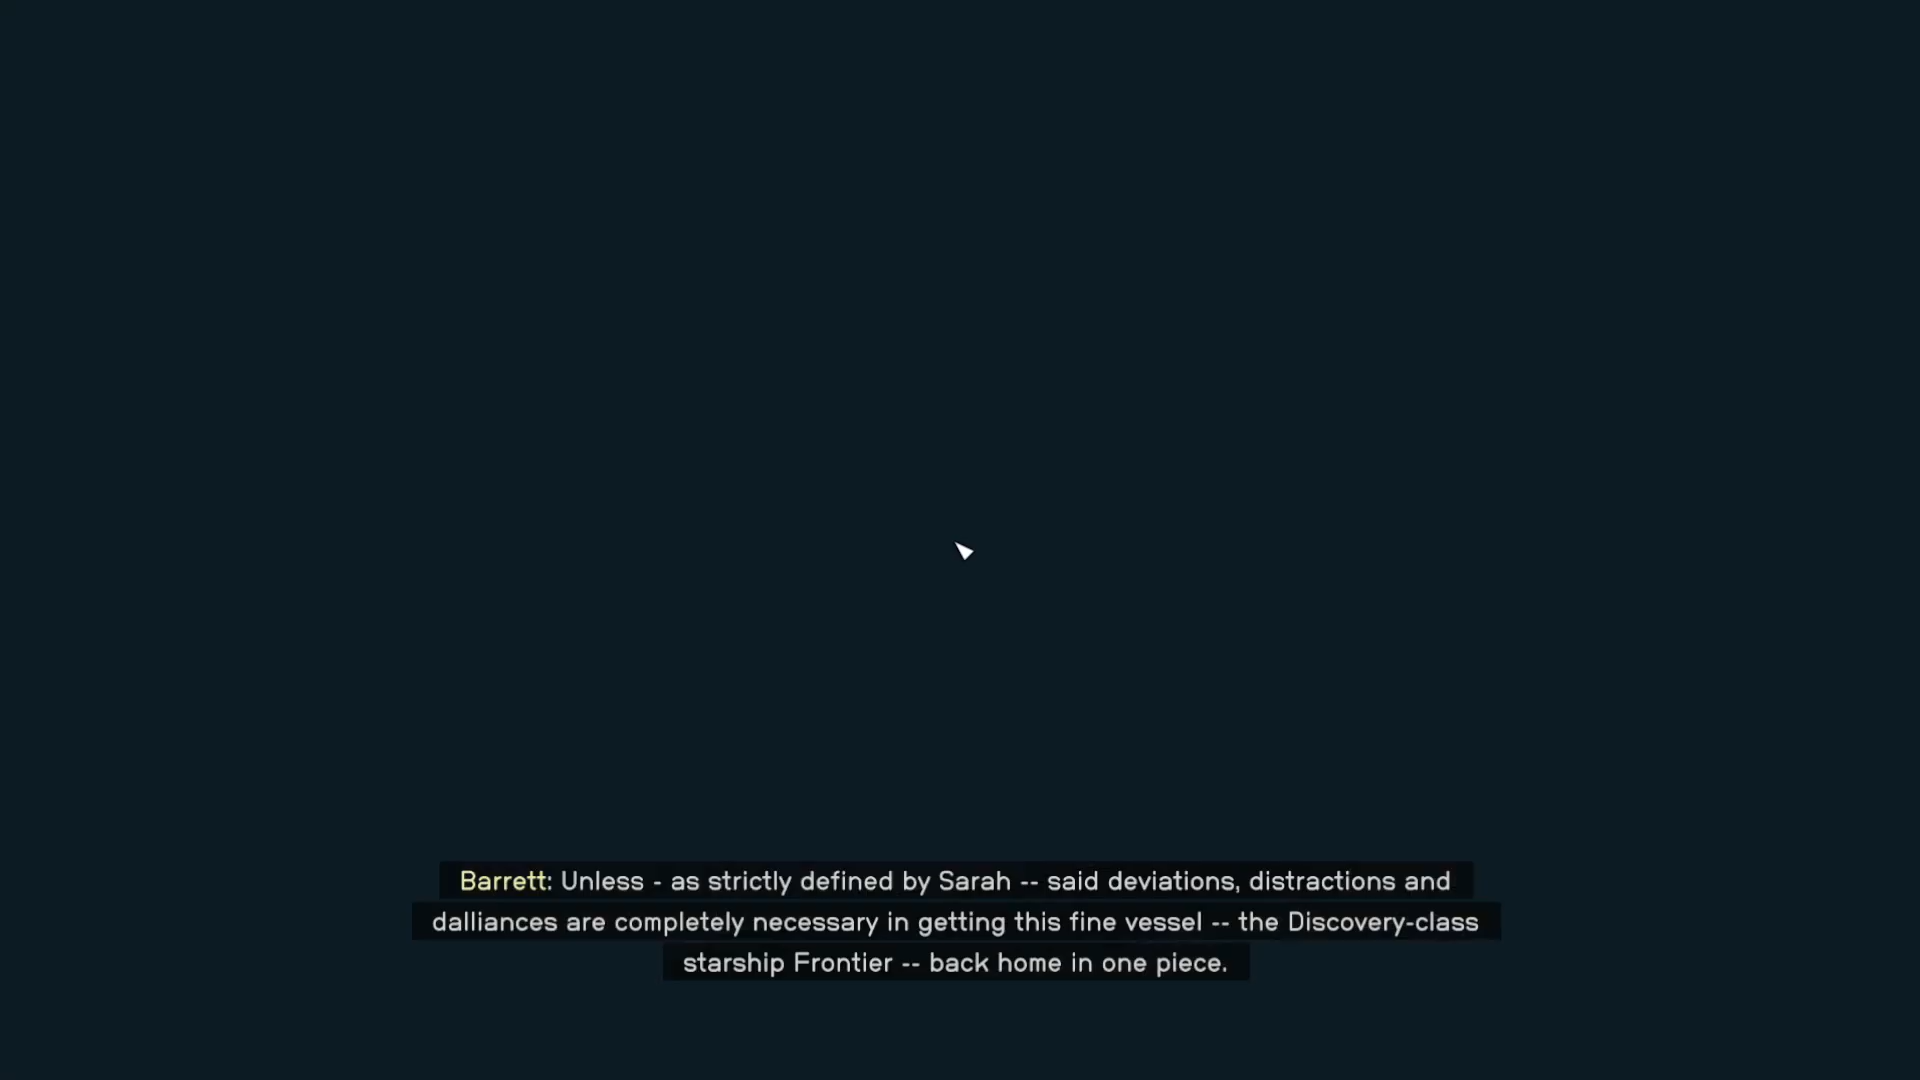 Barrett: Unless - as strictly defined by Sarah -- said deviations, distractions and
dalliances are completely necessary in getting this fine vessel -- the Discovery-class
starship Frontier -- back home in one piece.